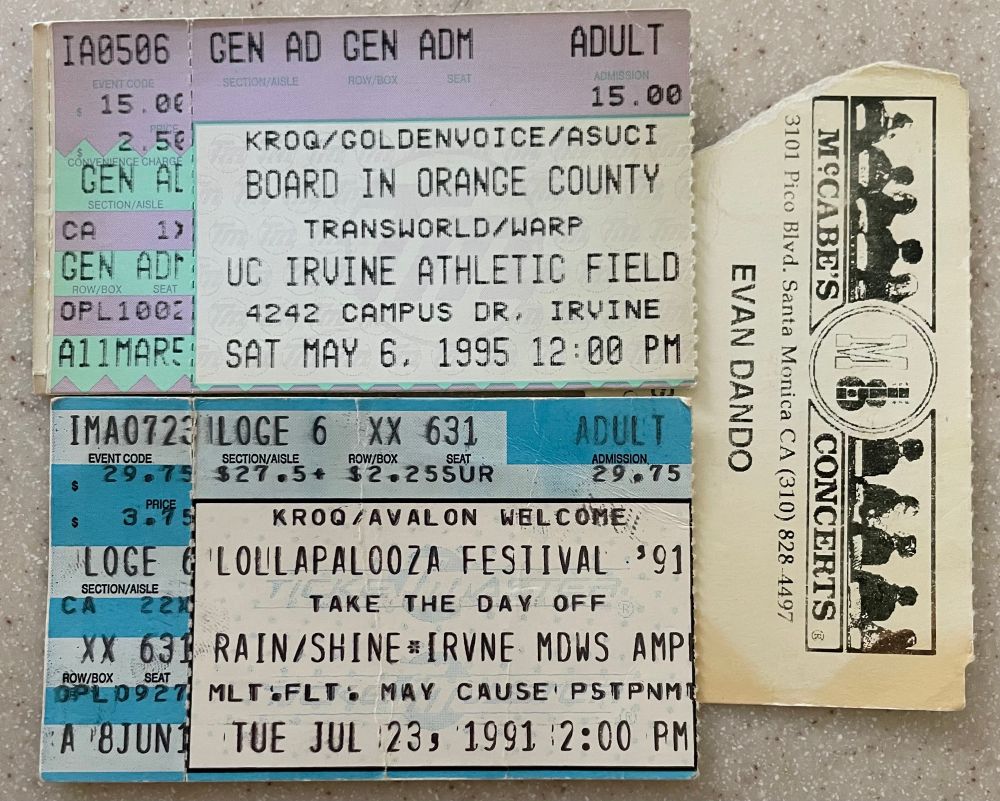 IA0506
EVENT CODE
$ 15.00
PRICE
$ 2.50
CONVENIENCE CHARGE
GEN AD
SECTION/AISLE
CA 1X
GEN ADM
ROW/BOX SEAT
OPL1002
A11MAR5
GEN AD GEN ADM ADULT
SECTION/AISLE ROW/BOX SEAT ADMISSION
15.00
KROQ/GOLDENVOICE/ASUCI
BOARD IN ORANGE COUNTY
TRANSWORLD/WARP
UC IRVINE ATHLETIC FIELD
4242 CAMPUS DR, IRVINE
SAT MAY 6, 1995 12:00 PM
IMA0723
EVENT CODE
$ 29.75
PRICE
$ 3.75
LOGE 6
SECTION/AISLE
CA 22X
XX 631
ROW/BOX SEAT
OPL0927
A 8JUN1
LOGE 6 XX 631 ADULT
SECTION/AISLE ROW/BOX SEAT ADMISSION
$27.5+ $2.25SUR 29.75
KROQ/AVALON WELCOME
LOLLAPALOOZA FESTIVAL '91
TAKE THE DAY OFF
RAIN/SHINE*IRVNE MDWS AMP
MLT.FLT. MAY CAUSE PSTPNMT
TUE JUL 23, 1991 2:00 PM
McCABE'S
M
CONCERTS
3101 Pico Blvd. Santa Monica CA (310) 828 4497
EVAN DANDO